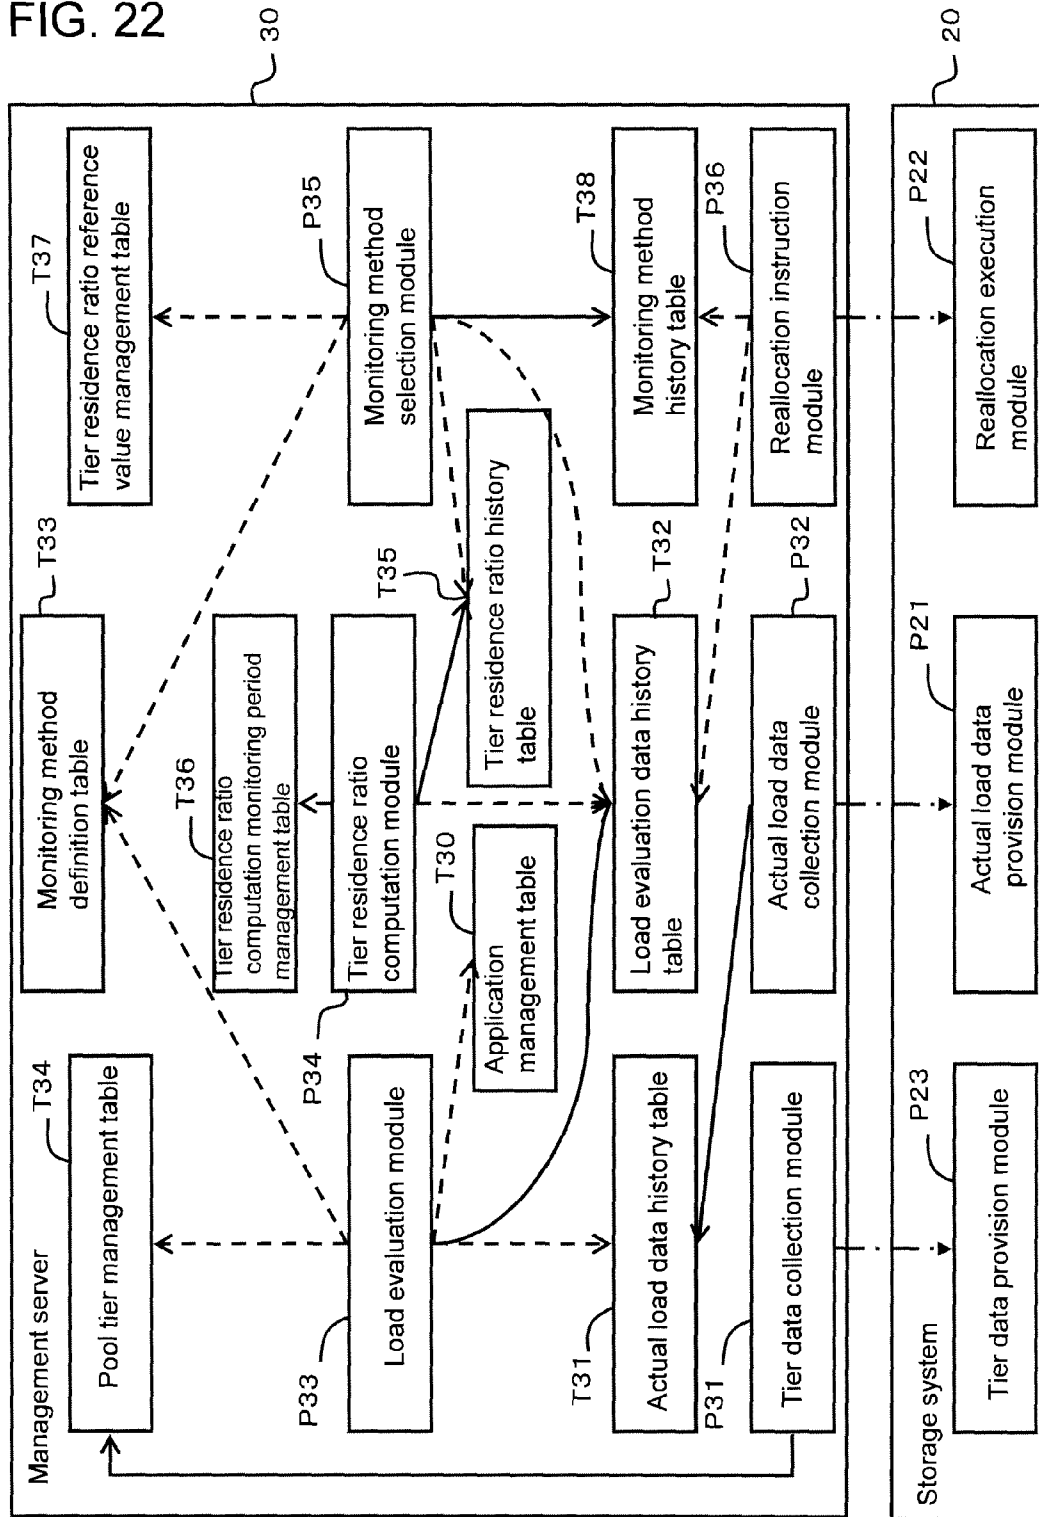 FIG. 22
30
Management server
T34
Pool tier management table
T33
Monitoring method
definition table
T37
Tier residence ratio reference
value management table
T36
Tier residence ratio
computation monitoring period
management table
P33
Load evaluation module
P34
Tier residence ratio
computation module
P35
Monitoring method
selection module
T30
Application
management table
T35
Tier residence ratio history
table
T31
Actual load data history table
T32
Load evaluation data history
table
T38
Monitoring method
history table
P31
Tier data collection module
P32
Actual load data
collection module
P36
Reallocation instruction
module
20
Storage system
P23
Tier data provision module
P21
Actual load data
provision module
P22
Reallocation execution
module